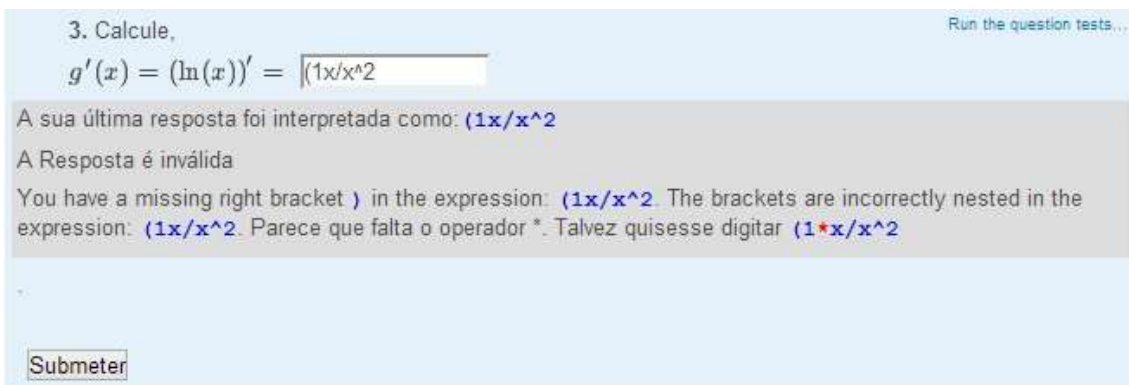 3. Calcule,
Run the question tests...
g′(x) = (ln(x))′ = (1x/x^2
A sua última resposta foi interpretada como: (1x/x^2
A Resposta é inválida
You have a missing right bracket ) in the expression: (1x/x^2. The brackets are incorrectly nested in the
expression: (1x/x^2. Parece que falta o operador *. Talvez quisesse digitar (1*x/x^2
.
Submeter